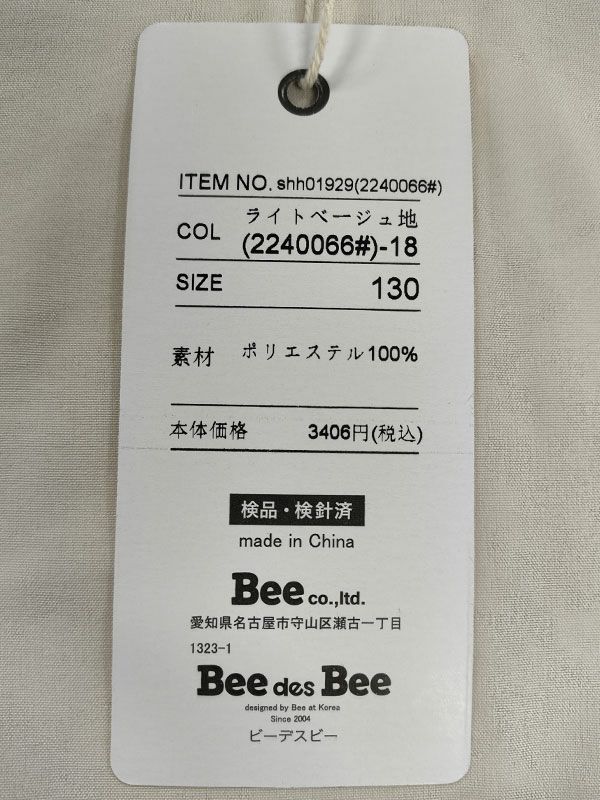 ITEM NO. shh01929(2240066#)
COL ライトベージュ地
(2240066#)-18
SIZE 130
素材 ポリエステル100%
本体価格 3406円(税込)
検品・検針済
made in China
Bee co.,ltd.
愛知県名古屋市守山区瀬古一丁目
1323-1
Bee des Bee
designed by Bee at Korea
Since 2004
ビーデスビー